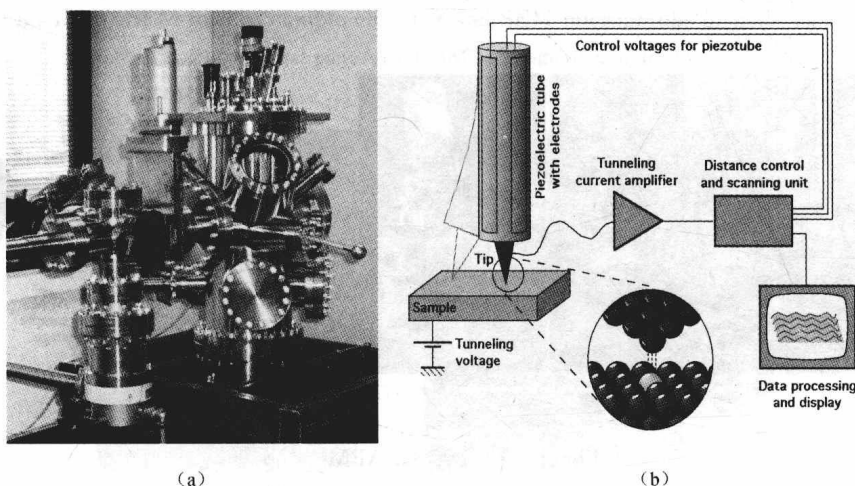 Control voltages for piezotube
Piezoelectric tube
with electrodes
Tunneling
current amplifier
Distance control
and scanning unit
Tip
Sample
Tunneling
voltage
Data processing
and display
(a)
(b)